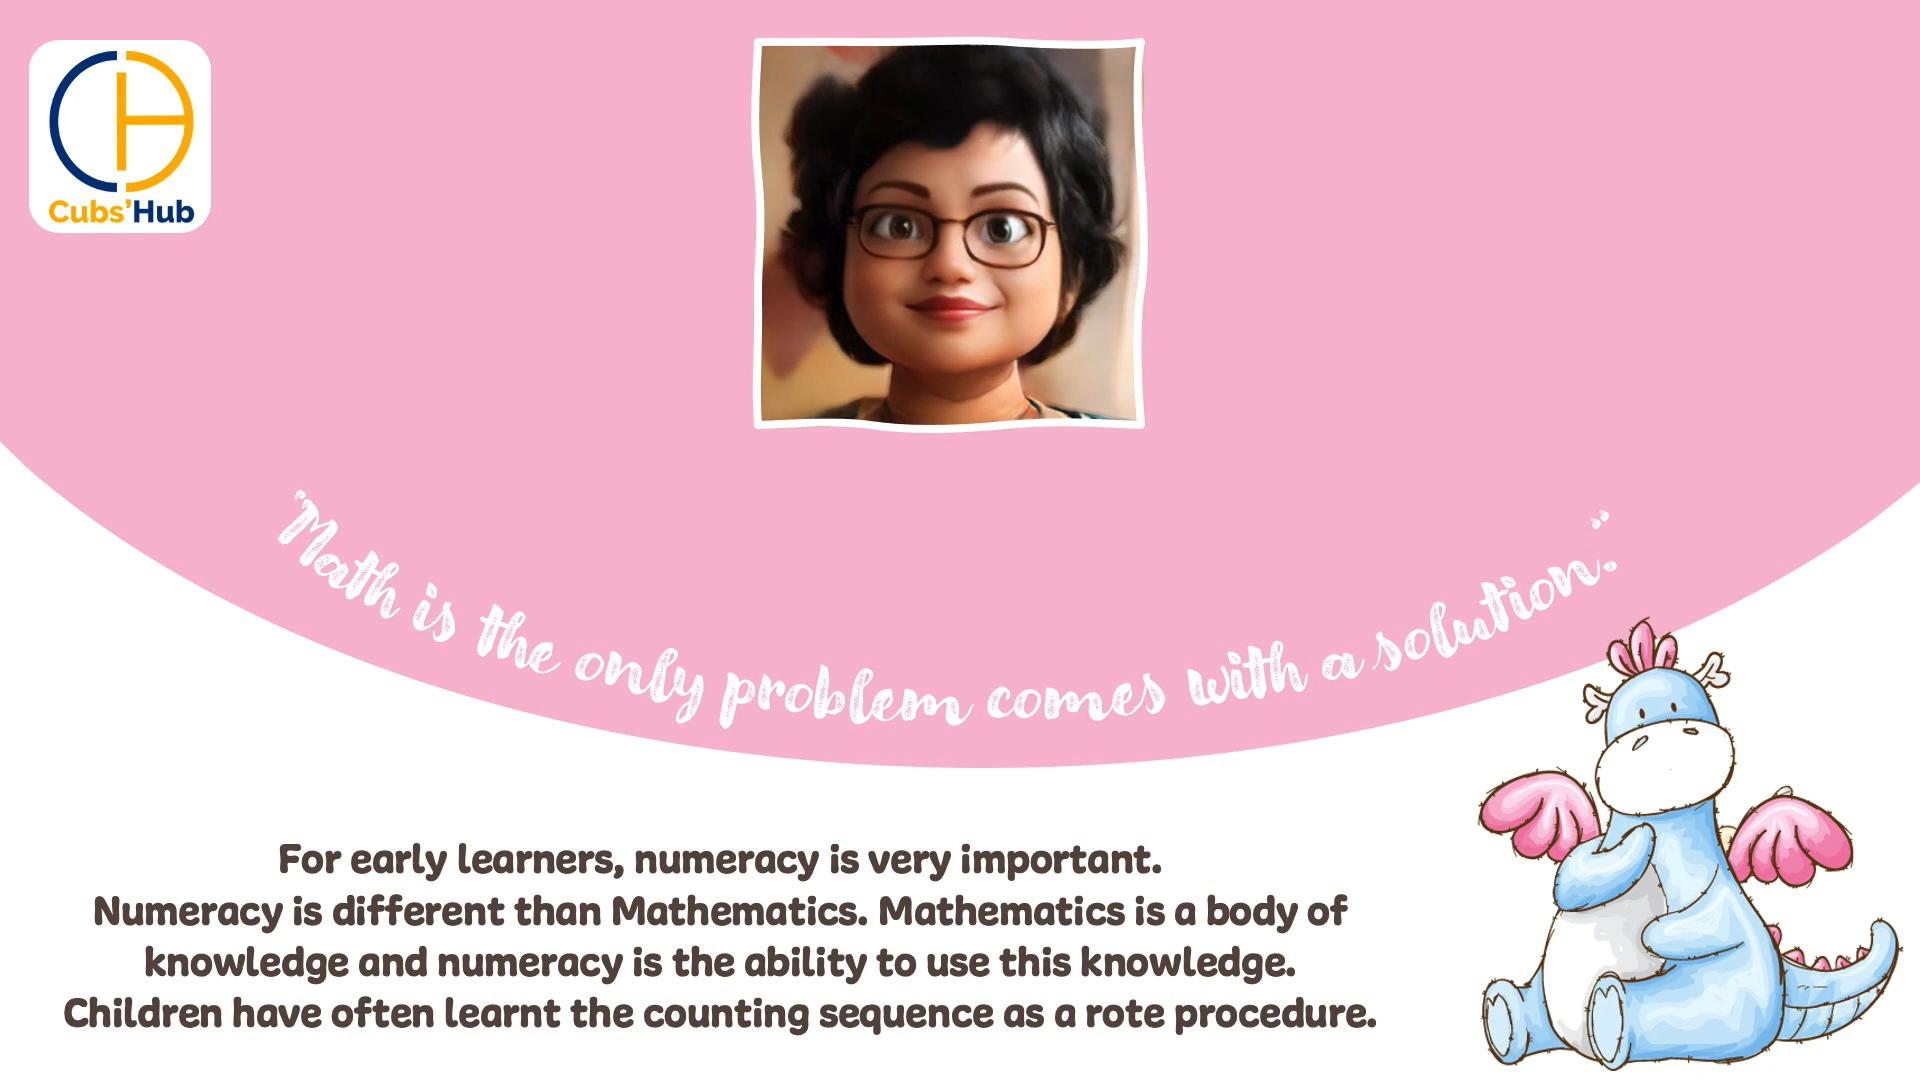 Cubs'Hub
"Math is the only problem comes with a solution."
For early learners, numeracy is very important.
Numeracy is different than Mathematics. Mathematics is a body of
knowledge and numeracy is the ability to use this knowledge.
Children have often learnt the counting sequence as a rote procedure.